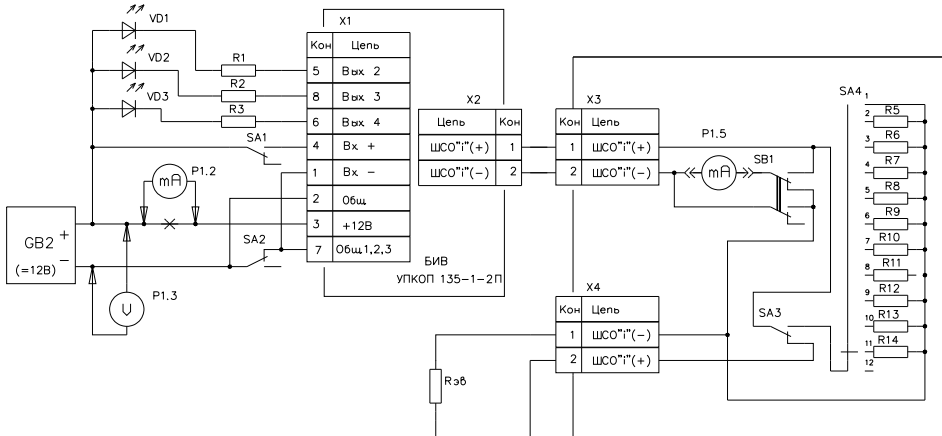 VD1
VD2
VD3
R1
R2
R3
SA1
X1
Кон Цепь
5 Вых 2
8 Вых 3
6 Вых 4
4 Вх +
1 Вх -
2 Общ
3 +12В
7 Общ1,2,3
P1.2
mA
GB2
+
-
(=12В)
SA2
P1.3
V
БИВ
УПКОП 135-1-2П
X2
Цепь Кон
ШСО"i"(+) 1
ШСО"i"(-) 2
X3
Кон Цепь
1 ШСО"i"(+)
2 ШСО"i"(-)
P1.5
mA
SB1
X4
Кон Цепь
1 ШСО"i"(-)
2 ШСО"i"(+)
Rэв
SA3
SA4
1
2 R5
3 R6
4 R7
5 R8
6 R9
7 R10
8 R11
9 R12
10 R13
11 R14
12